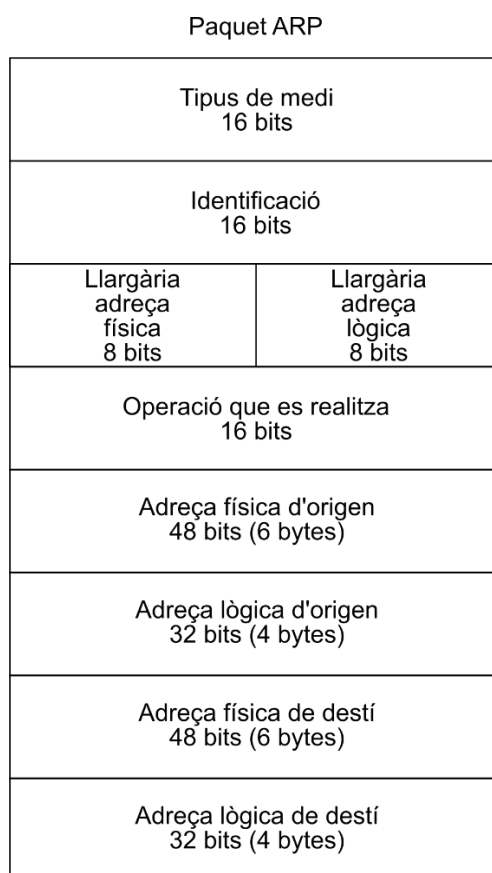 Paquet ARP
Tipus de medi
16 bits
Identificació
16 bits
Llargària
adreça
física
8 bits
Llargària
adreça
lògica
8 bits
Operació que es realitza
16 bits
Adreça física d'origen
48 bits (6 bytes)
Adreça lògica d'origen
32 bits (4 bytes)
Adreça física de destí
48 bits (6 bytes)
Adreça lògica de destí
32 bits (4 bytes)